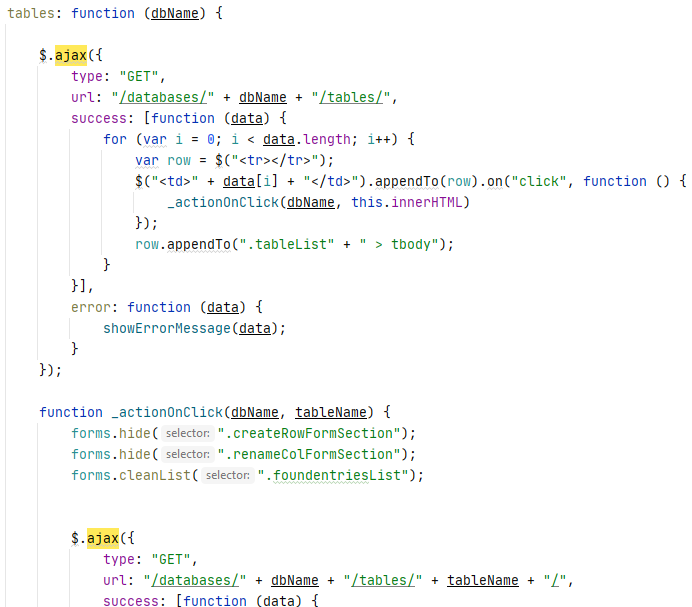 tables: function (dbName) {
$.ajax({
type: "GET",
url: "/databases/" + dbName + "/tables/",
success: [function (data) {
for (var i = 0; i < data.length; i++) {
var row = $("<tr></tr>");
$("<td>" + data[i] + "</td>").appendTo(row).on("click", function () {
_actionOnClick(dbName, this.innerHTML)
});
row.appendTo(".tableList" + " > tbody");
}
}],
error: function (data) {
showErrorMessage(data);
}
});
function _actionOnClick(dbName, tableName) {
forms.hide( selector: ".createRowFormSection");
forms.hide( selector: ".renameColFormSection");
forms.cleanList( selector: ".foundentriesList");
$.ajax({
type: "GET",
url: "/databases/" + dbName + "/tables/" + tableName + "/",
success: [function (data) {